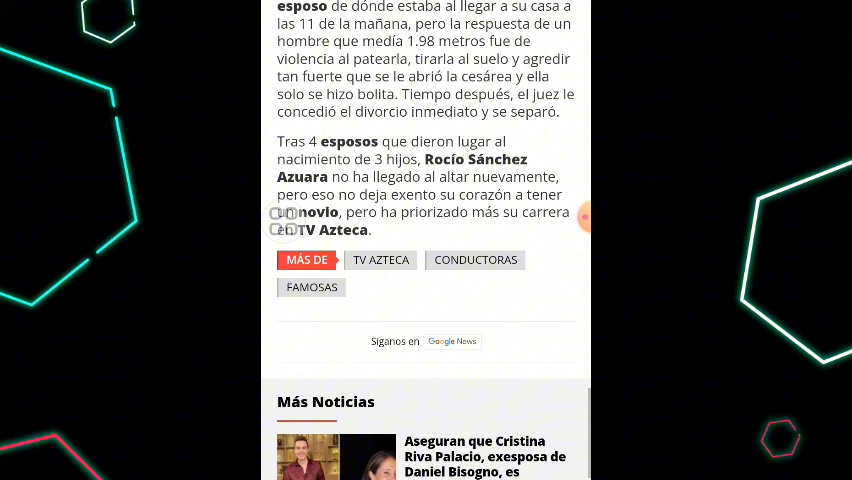 esposo de dónde estaba al llegar a su casa a
las 11 de la mañana, pero la respuesta de un
hombre que medía 1.98 metros fue de
violencia al patearla, tirarla al suelo y agredir
tan fuerte que se le abrió la cesárea y ella
solo se hizo bolita. Tiempo después, el juez le
concedió el divorcio inmediato y se separó.
Tras 4 esposos que dieron lugar al
nacimiento de 3 hijos, Rocío Sánchez
Azuara no ha llegado al altar nuevamente,
pero eso no deja exento su corazón a tener
un novio, pero ha priorizado más su carrera
en TV Azteca.
MÁS DE TV AZTECA CONDUCTORAS
FAMOSAS
Síganos en Google News
Más Noticias
Aseguran que Cristina
Riva Palacio, exesposa de
Daniel Bisogno, es